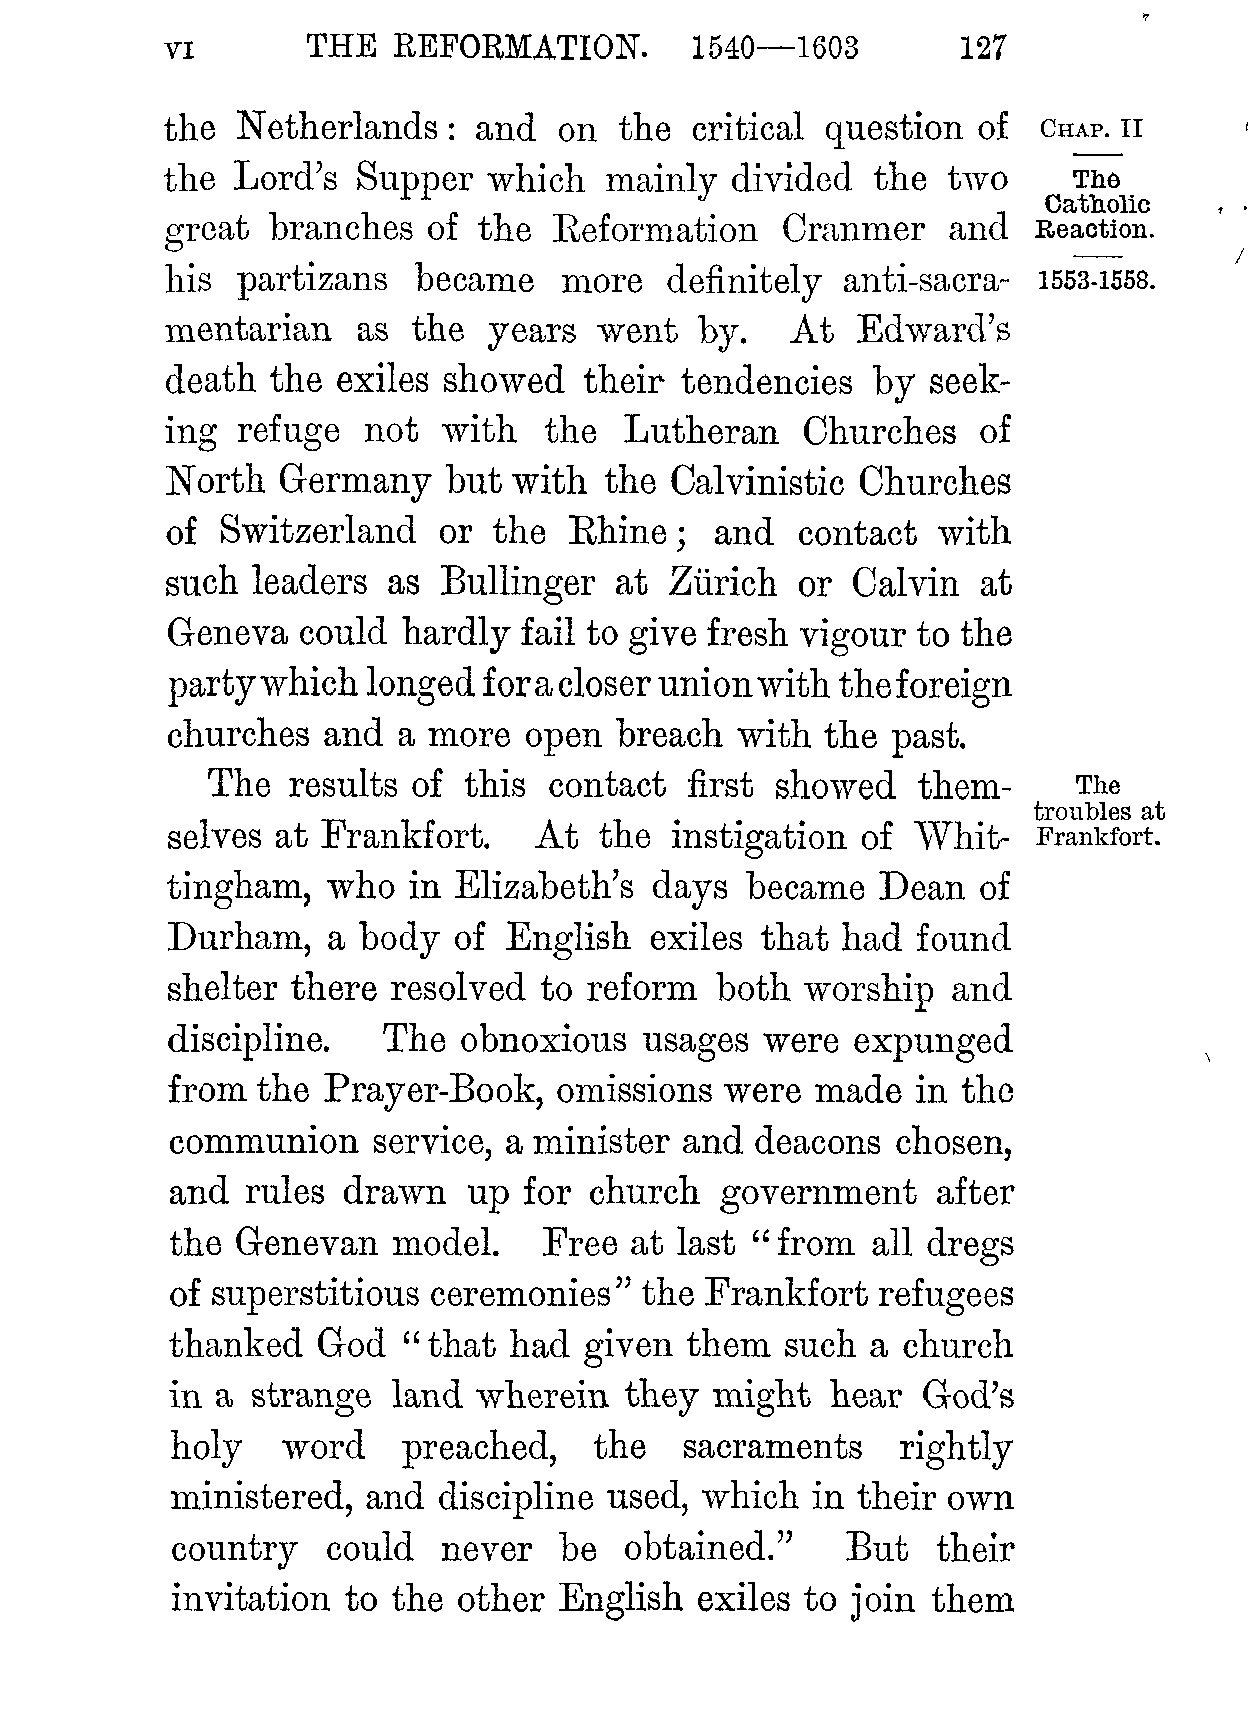 VI THE REFORMATION. 1540—1603 127
the Netherlands: and on the critical question of
the Lord's Supper which mainly divided the two
great branches of the Reformation Cranmer and
his partizans became more definitely anti-sacra-
mentarian as the years went by. At Edward's
death the exiles showed their tendencies by seek-
ing refuge not with the Lutheran Churches of
North Germany but with the Calvinistic Churches
of Switzerland or the Rhine; and contact with
such leaders as Bullinger at Zürich or Calvin at
Geneva could hardly fail to give fresh vigour to the
party which longed for a closer union with the foreign
churches and a more open breach with the past.
The results of this contact first showed them-
selves at Frankfort. At the instigation of Whit-
tingham, who in Elizabeth's days became Dean of
Durham, a body of English exiles that had found
shelter there resolved to reform both worship and
discipline. The obnoxious usages were expunged
from the Prayer-Book, omissions were made in the
communion service, a minister and deacons chosen,
and rules drawn up for church government after
the Genevan model. Free at last "from all dregs
of superstitious ceremonies" the Frankfort refugees
thanked God "that had given them such a church
in a strange land wherein they might hear God's
holy word preached, the sacraments rightly
ministered, and discipline used, which in their own
country could never be obtained." But their
invitation to the other English exiles to join them
CHAP. II
The
Catholic
Reaction.
1553-1558.
The
troubles at
Frankfort.